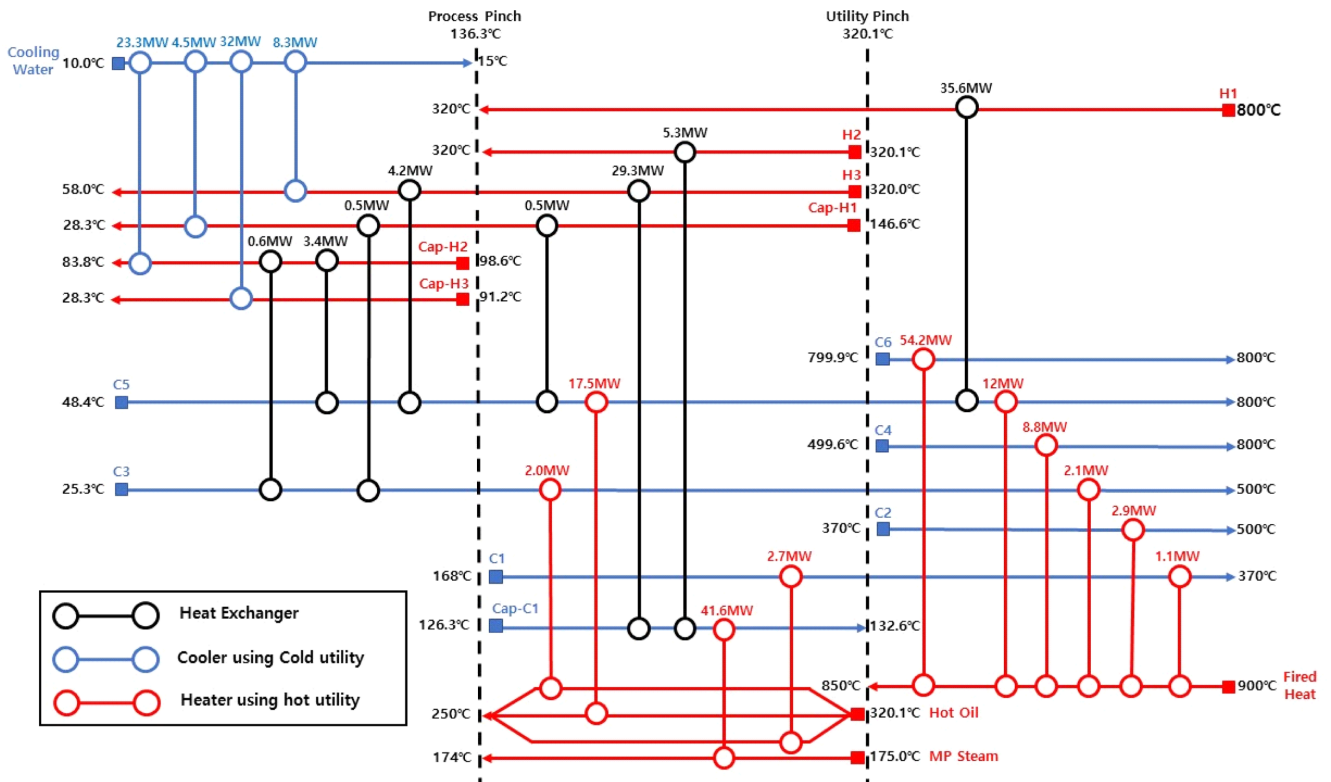 Process Pinch
136.3℃
Utility Pinch
320.1℃
23.3MW 4.5MW 32MW 8.3MW
Cooling
Water
10.0℃
15℃
35.6MW
H1
320℃
800℃
5.3MW
H2
320℃
320.1℃
4.2MW
29.3MW
H3
58.0℃
320.0℃
0.5MW
0.5MW
Cap-H1
28.3℃
146.6℃
0.6MW
3.4MW
Cap-H2
83.8℃
98.6℃
Cap-H3
28.3℃
91.2℃
C6
54.2MW
799.9℃
800℃
C5
17.5MW
12MW
48.4℃
800℃
C4
8.8MW
499.6℃
800℃
C3
2.0MW
2.1MW
25.3℃
500℃
C2
2.9MW
370℃
500℃
C1
2.7MW
1.1MW
168℃
370℃
Cap-C1
41.6MW
126.3℃
132.6℃
Heat Exchanger
Cooler using Cold utility
Heater using hot utility
850℃
900℃
Fired
Heat
250℃
320.1℃ Hot Oil
174℃
175.0℃ MP Steam